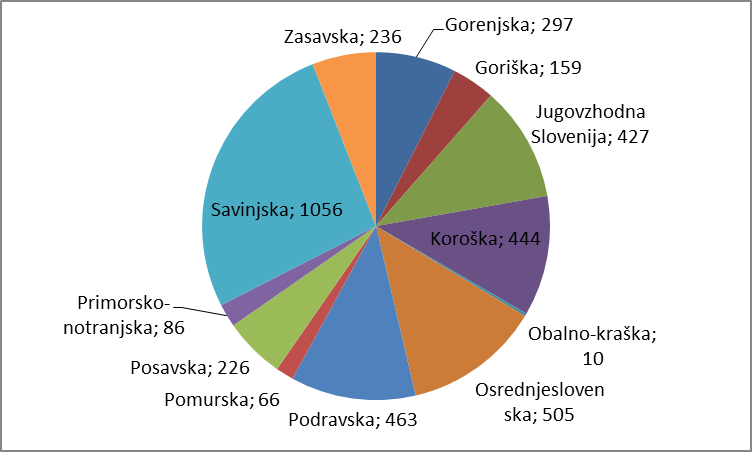 Gorenjska; 297
Goriška; 159
Jugovzhodna
Slovenija; 427
Koroška; 444
Obalno-kraška;
10
Osrednjesloven
ska; 505
Podravska; 463
Pomurska; 66
Posavska; 226
Primorsko-
notranjska; 86
Savinjska; 1056
Zasavska; 236